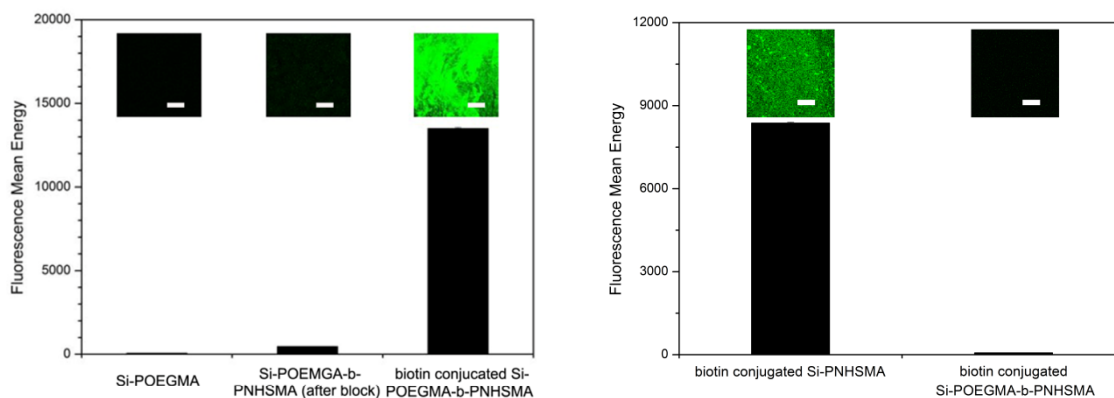 20000
15000
10000
5000
0
Fluorescence Mean Energy
Si-POEGMA
Si-POEMGA-b-
PNHSMA (after block)
biotin conjucated Si-
POEGMA-b-PNHSMA
12000
9000
6000
3000
0
Fluorescence Mean Energy
biotin conjugated Si-PNHSMA
biotin conjugated
Si-POEGMA-b-PNHSMA